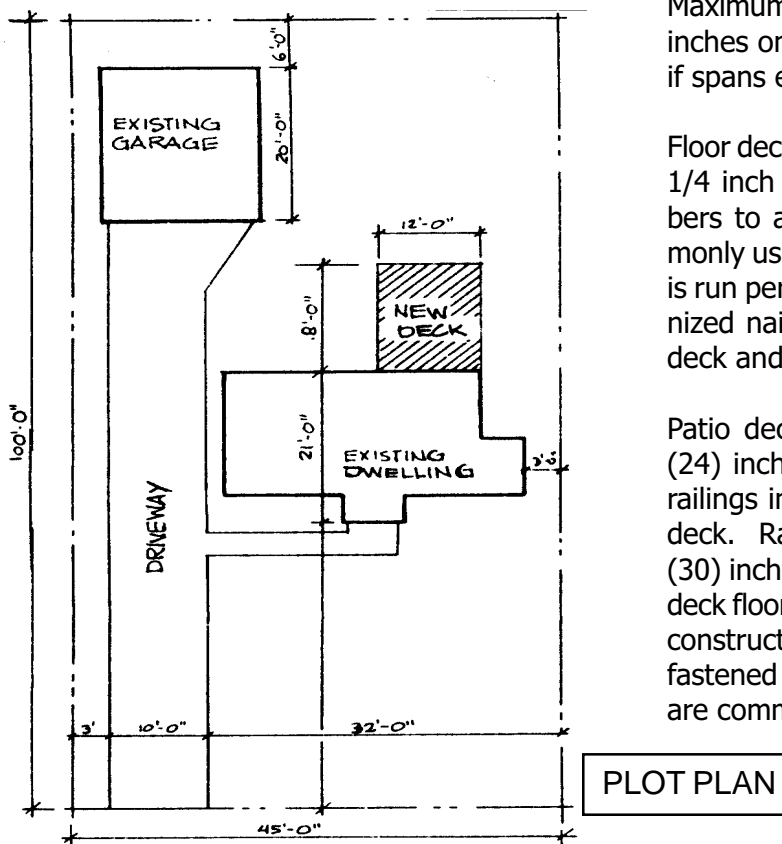 6'-0"
EXISTING
GARAGE
20'-0"
12'-0"
NEW
DECK
18'-0"
100'-0"
21'-0"
EXISTING
DWELLING
DRIVEWAY
3'
10'-0"
32'-0"
45'-0"
Maximum
inches or
if spans e
Floor dec
1/4 inch
bers to a
monly us
is run per
nized nai
deck and
Patio dec
(24) inch
railings in
deck. Ra
(30) inch
deck floor
construct
fastened
are comm
PLOT PLAN